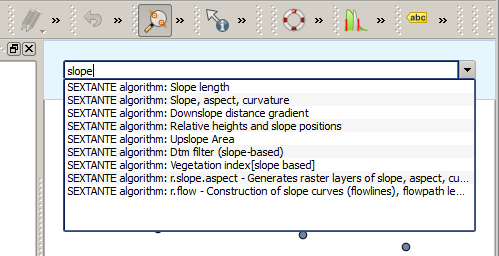 abc
slope
SEXTANTE algorithm: Slope length
SEXTANTE algorithm: Slope, aspect, curvature
SEXTANTE algorithm: Downslope distance gradient
SEXTANTE algorithm: Relative heights and slope positions
SEXTANTE algorithm: Upslope Area
SEXTANTE algorithm: Dtm filter (slope-based)
SEXTANTE algorithm: Vegetation index[slope based]
SEXTANTE algorithm: r.slope.aspect - Generates raster layers of slope, aspect, cu...
SEXTANTE algorithm: r.flow - Construction of slope curves (flowlines), flowpath le...